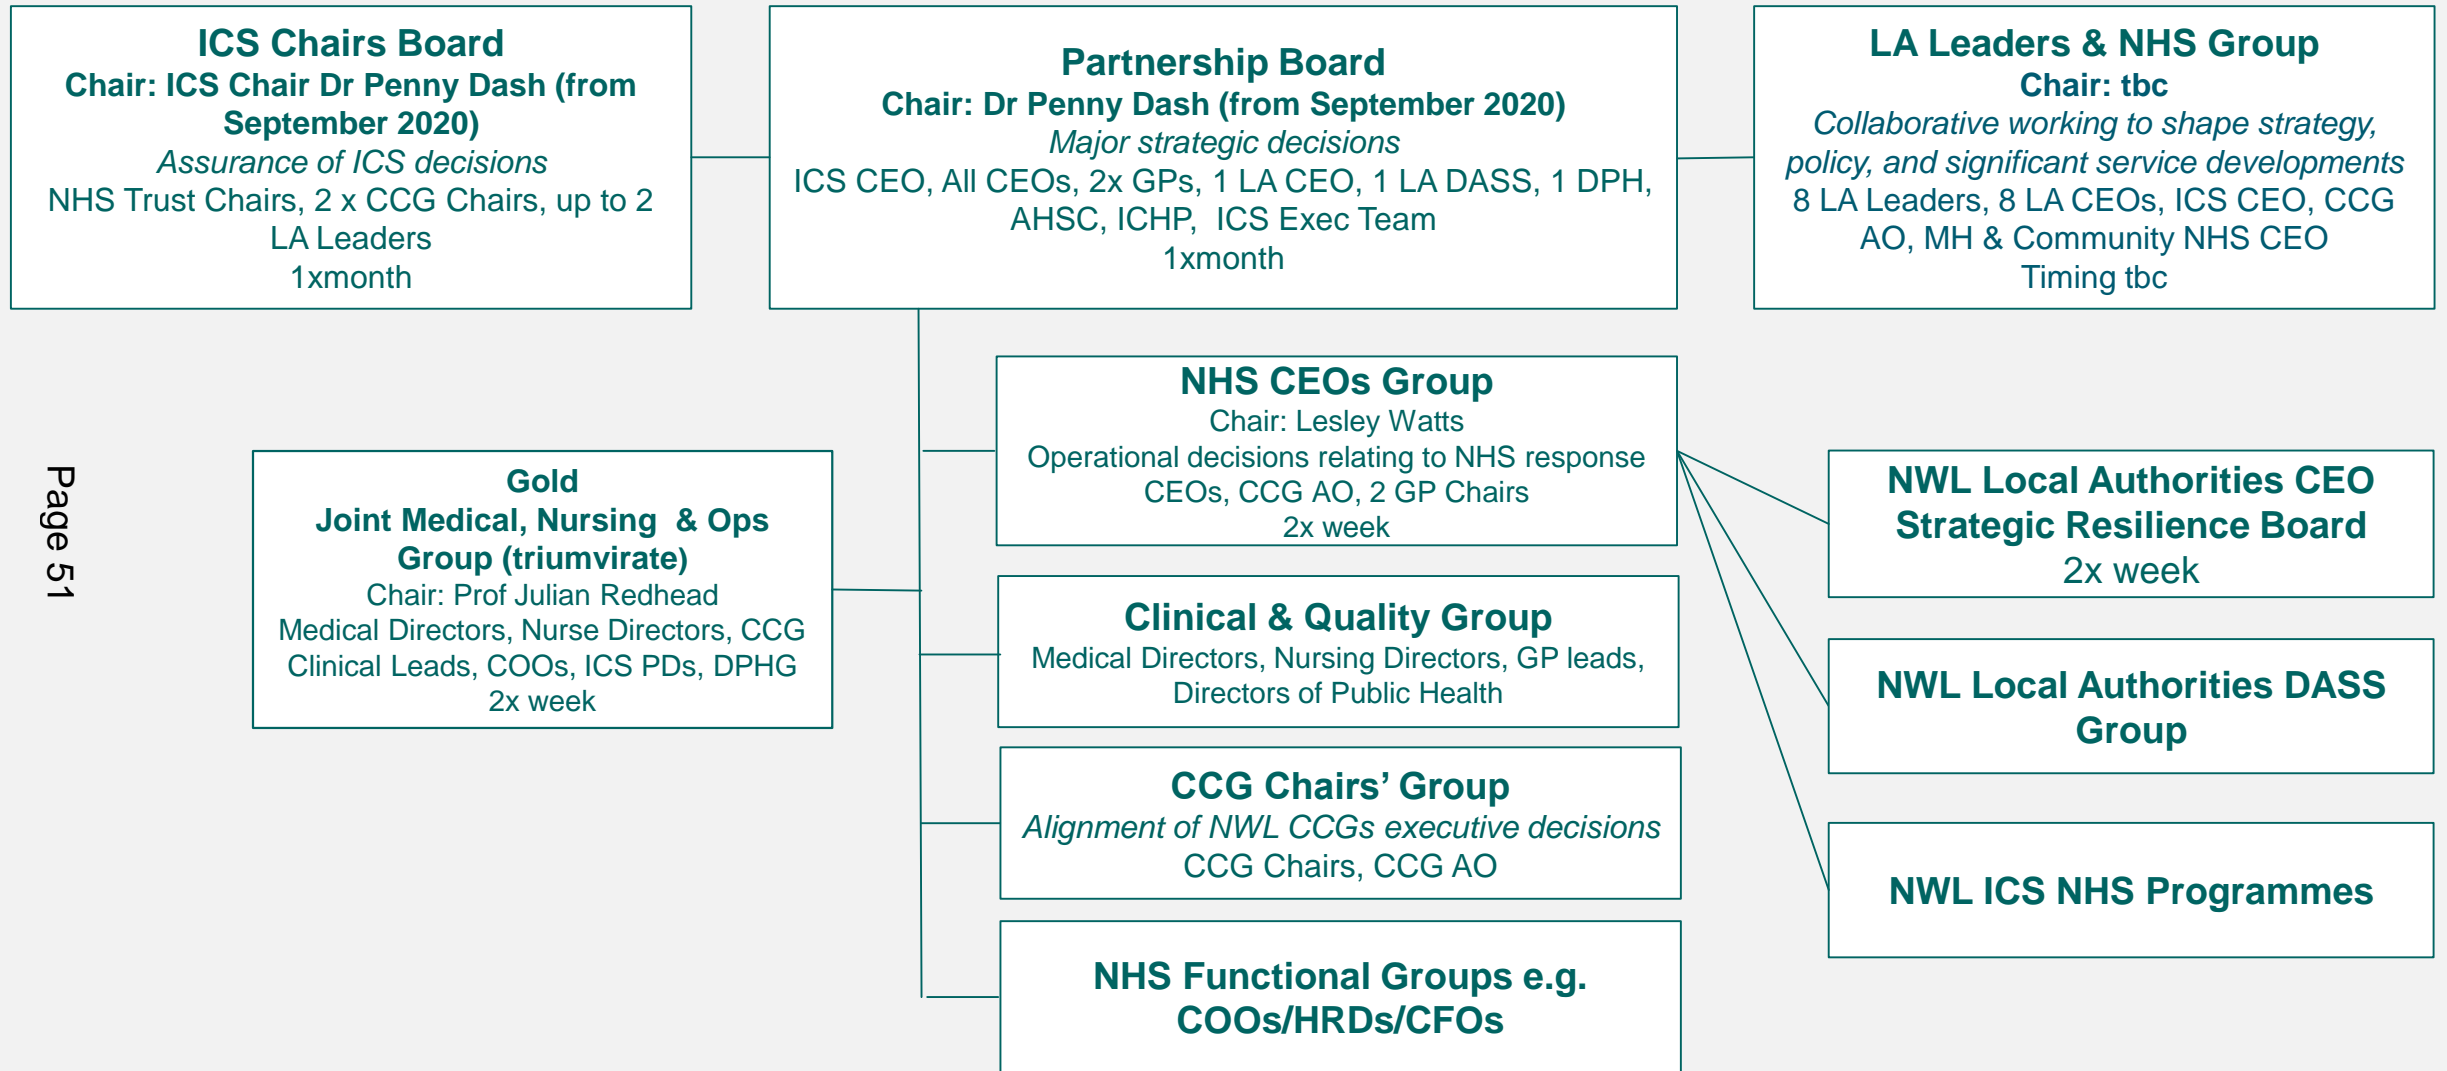 ICS Chairs Board
Chair: ICS Chair Dr Penny Dash (from
September 2020)
Assurance of ICS decisions
NHS Trust Chairs, 2 x CCG Chairs, up to 2
LA Leaders
1xmonth
Partnership Board
Chair: Dr Penny Dash (from September 2020)
Major strategic decisions
ICS CEO, All CEOs, 2x GPs, 1 LA CEO, 1 LA DASS, 1 DPH,
AHSC, ICHP, ICS Exec Team
1xmonth
LA Leaders & NHS Group
Chair: tbc
Collaborative working to shape strategy,
policy, and significant service developments
8 LA Leaders, 8 LA CEOs, ICS CEO, CCG
AO, MH & Community NHS CEO
Timing tbc
Page 51
Gold
Joint Medical, Nursing & Ops
Group (triumvirate)
Chair: Prof Julian Redhead
Medical Directors, Nurse Directors, CCG
Clinical Leads, COOs, ICS PDs, DPHG
2x week
NHS CEOs Group
Chair: Lesley Watts
Operational decisions relating to NHS response
CEOs, CCG AO, 2 GP Chairs
2x week
Clinical & Quality Group
Medical Directors, Nursing Directors, GP leads,
Directors of Public Health
CCG Chairs’ Group
Alignment of NWL CCGs executive decisions
CCG Chairs, CCG AO
NHS Functional Groups e.g.
COOs/HRDs/CFOs
NWL Local Authorities CEO
Strategic Resilience Board
2x week
NWL Local Authorities DASS
Group
NWL ICS NHS Programmes